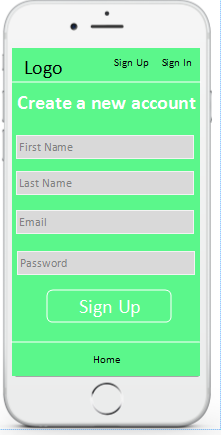 Logo Sign Up Sign In
Create a new account
First Name
Last Name
Email
Password
Sign Up
Home